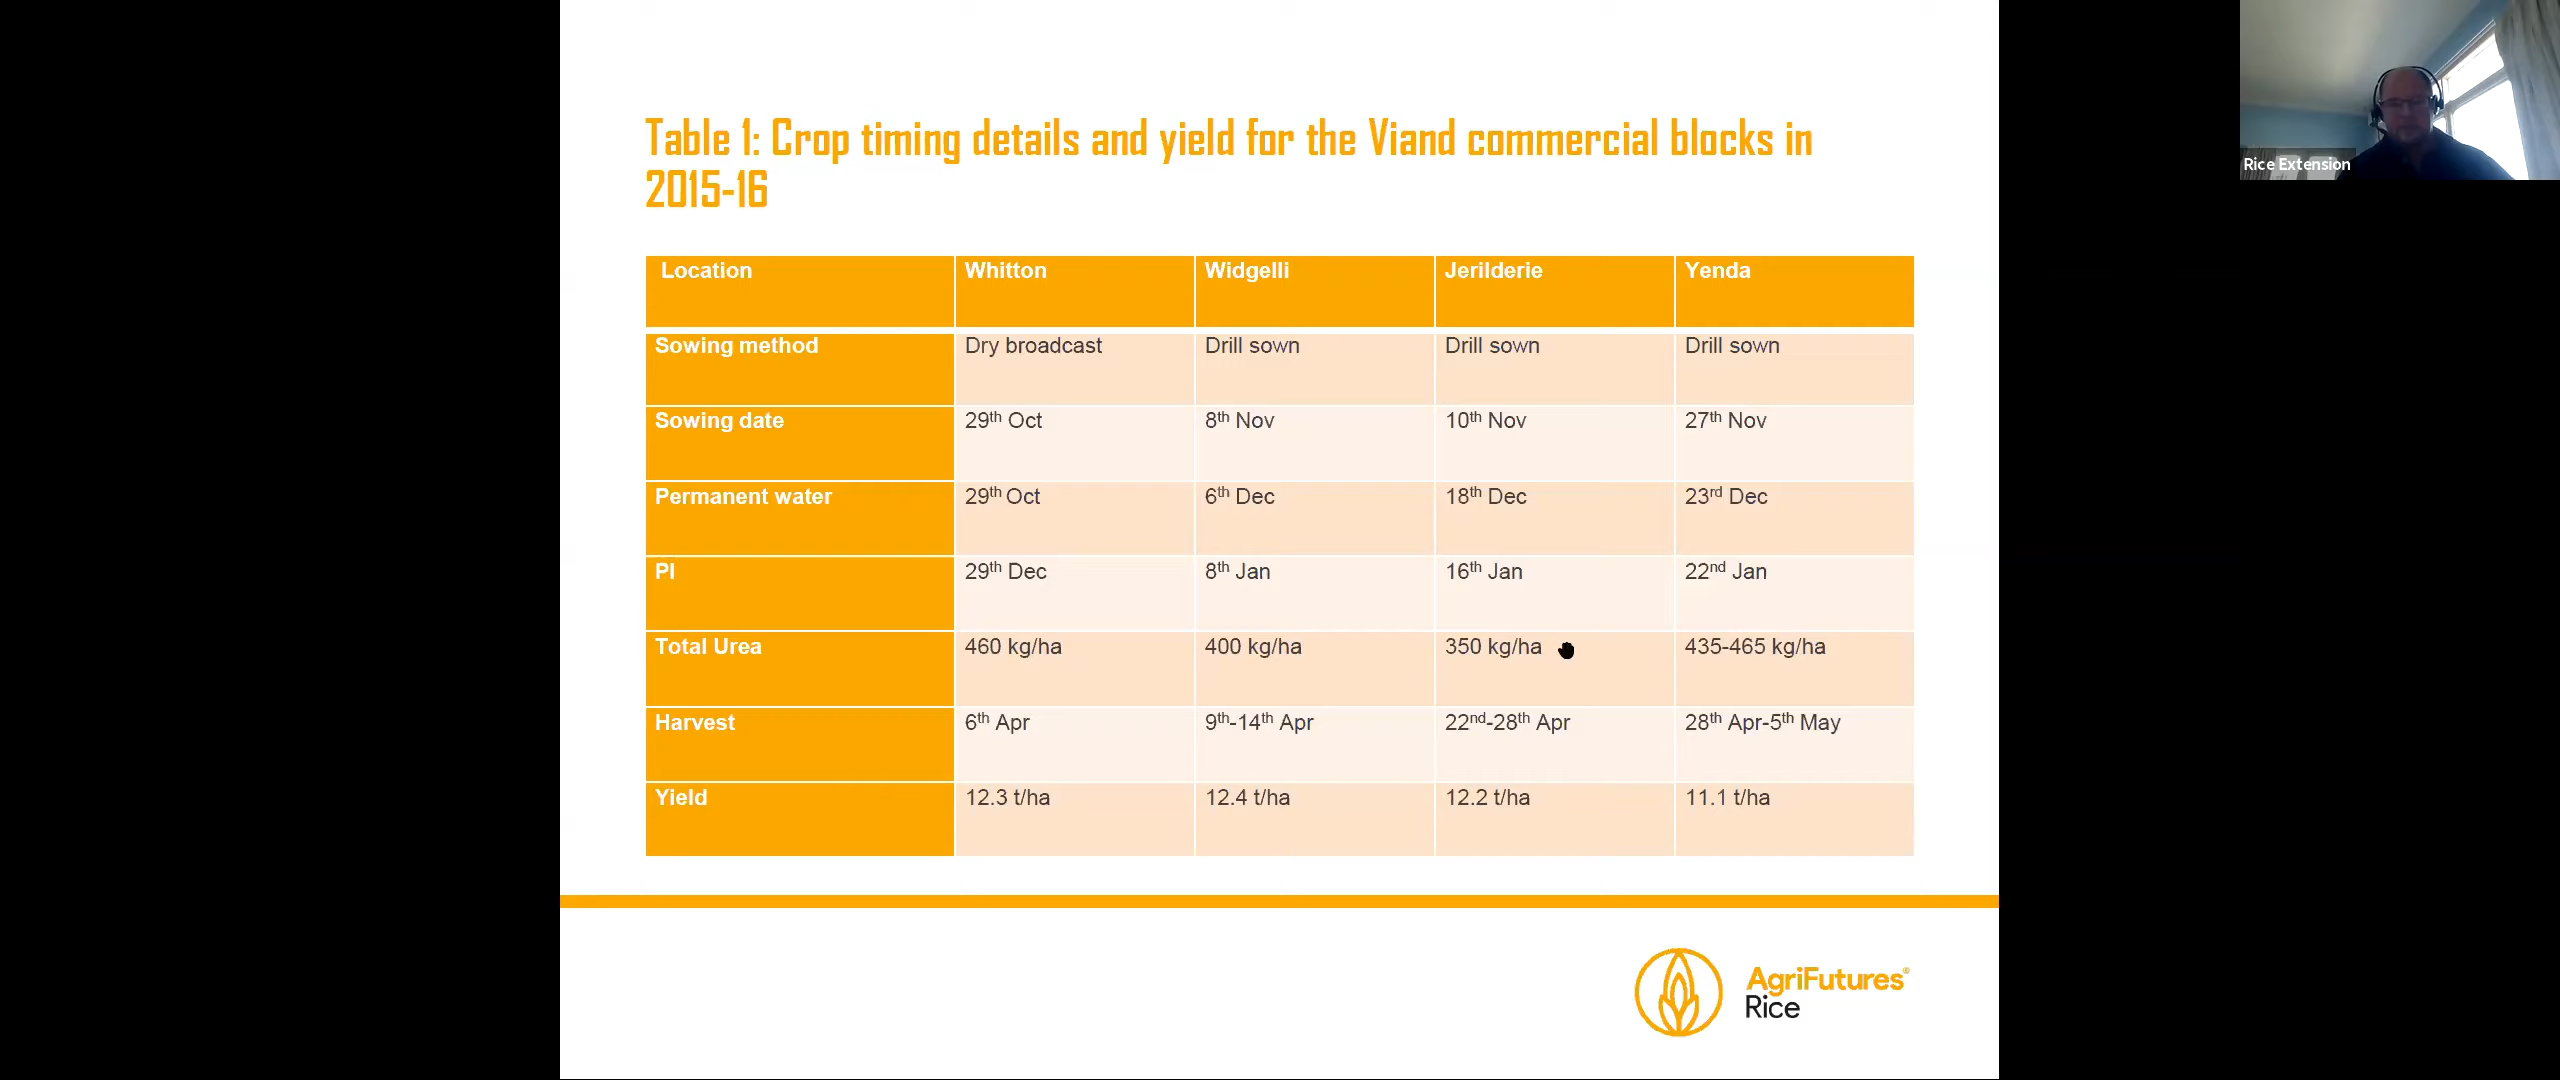 Rice Extension
Table 1: Crop timing details and yield for the Viand commercial blocks in
2015-16
Location Whitton Widgelli Jerilderie Yenda
Sowing method Dry broadcast Drill sown Drill sown Drill sown
Sowing date 29th Oct 8th Nov 10th Nov 27th Nov
Permanent water 29th Oct 6th Dec 18th Dec 23rd Dec
PI 29th Dec 8th Jan 16th Jan 22nd Jan
Total Urea 460 kg/ha 400 kg/ha 350 kg/ha 435-465 kg/ha
Harvest 6th Apr 9th-14th Apr 22nd-28th Apr 28th Apr-5th May
Yield 12.3 t/ha 12.4 t/ha 12.2 t/ha 11.1 t/ha
AgriFutures®
Rice